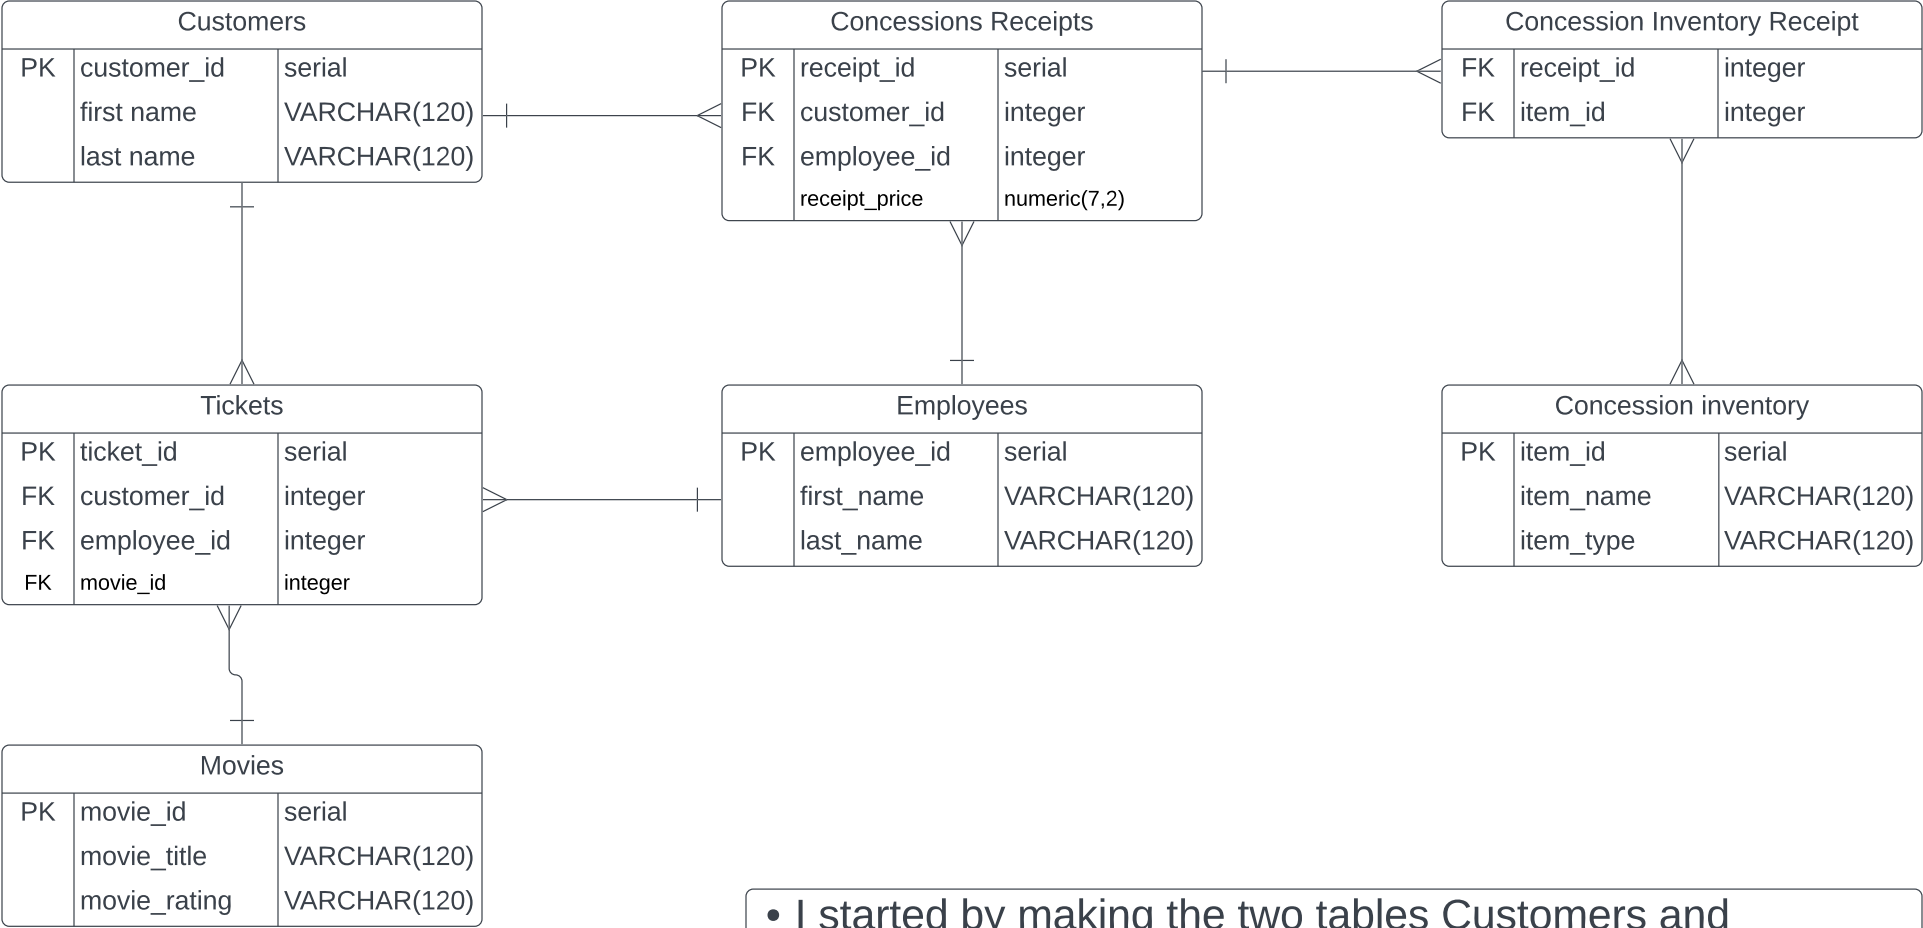 Customers
PK customer_id serial
first name VARCHAR(120)
last name VARCHAR(120)
Concessions Receipts
PK receipt_id serial
FK customer_id integer
FK employee_id integer
receipt_price numeric(7,2)
Concession Inventory Receipt
FK receipt_id integer
FK item_id integer
Tickets
PK ticket_id serial
FK customer_id integer
FK employee_id integer
FK movie_id integer
Employees
PK employee_id serial
first_name VARCHAR(120)
last_name VARCHAR(120)
Concession inventory
PK item_id serial
item_name VARCHAR(120)
item_type VARCHAR(120)
Movies
PK movie_id serial
movie_title VARCHAR(120)
movie_rating VARCHAR(120)
• I started by making the two tables Customers and